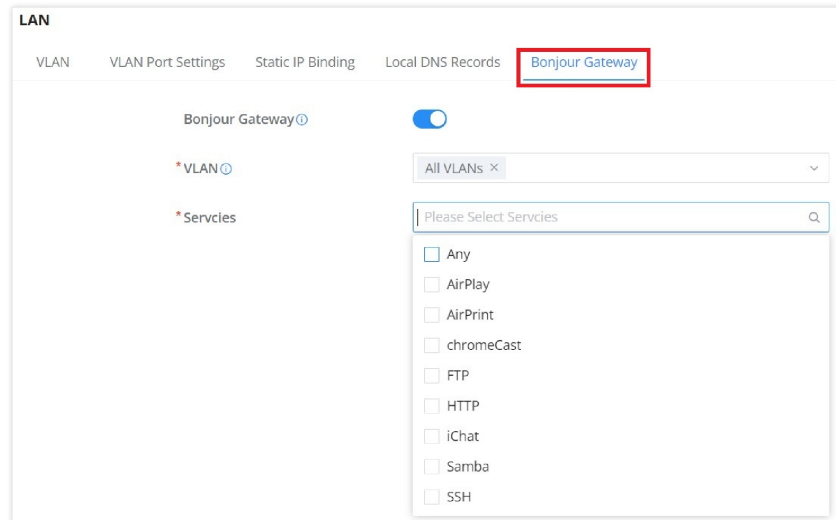 LAN
VLAN VLAN Port Settings Static IP Binding Local DNS Records Bonjour Gateway
Bonjour Gateway
*VLAN All VLANs ×
*Servcies Please Select Servcies
Any
AirPlay
AirPrint
chromeCast
FTP
HTTP
iChat
Samba
SSH